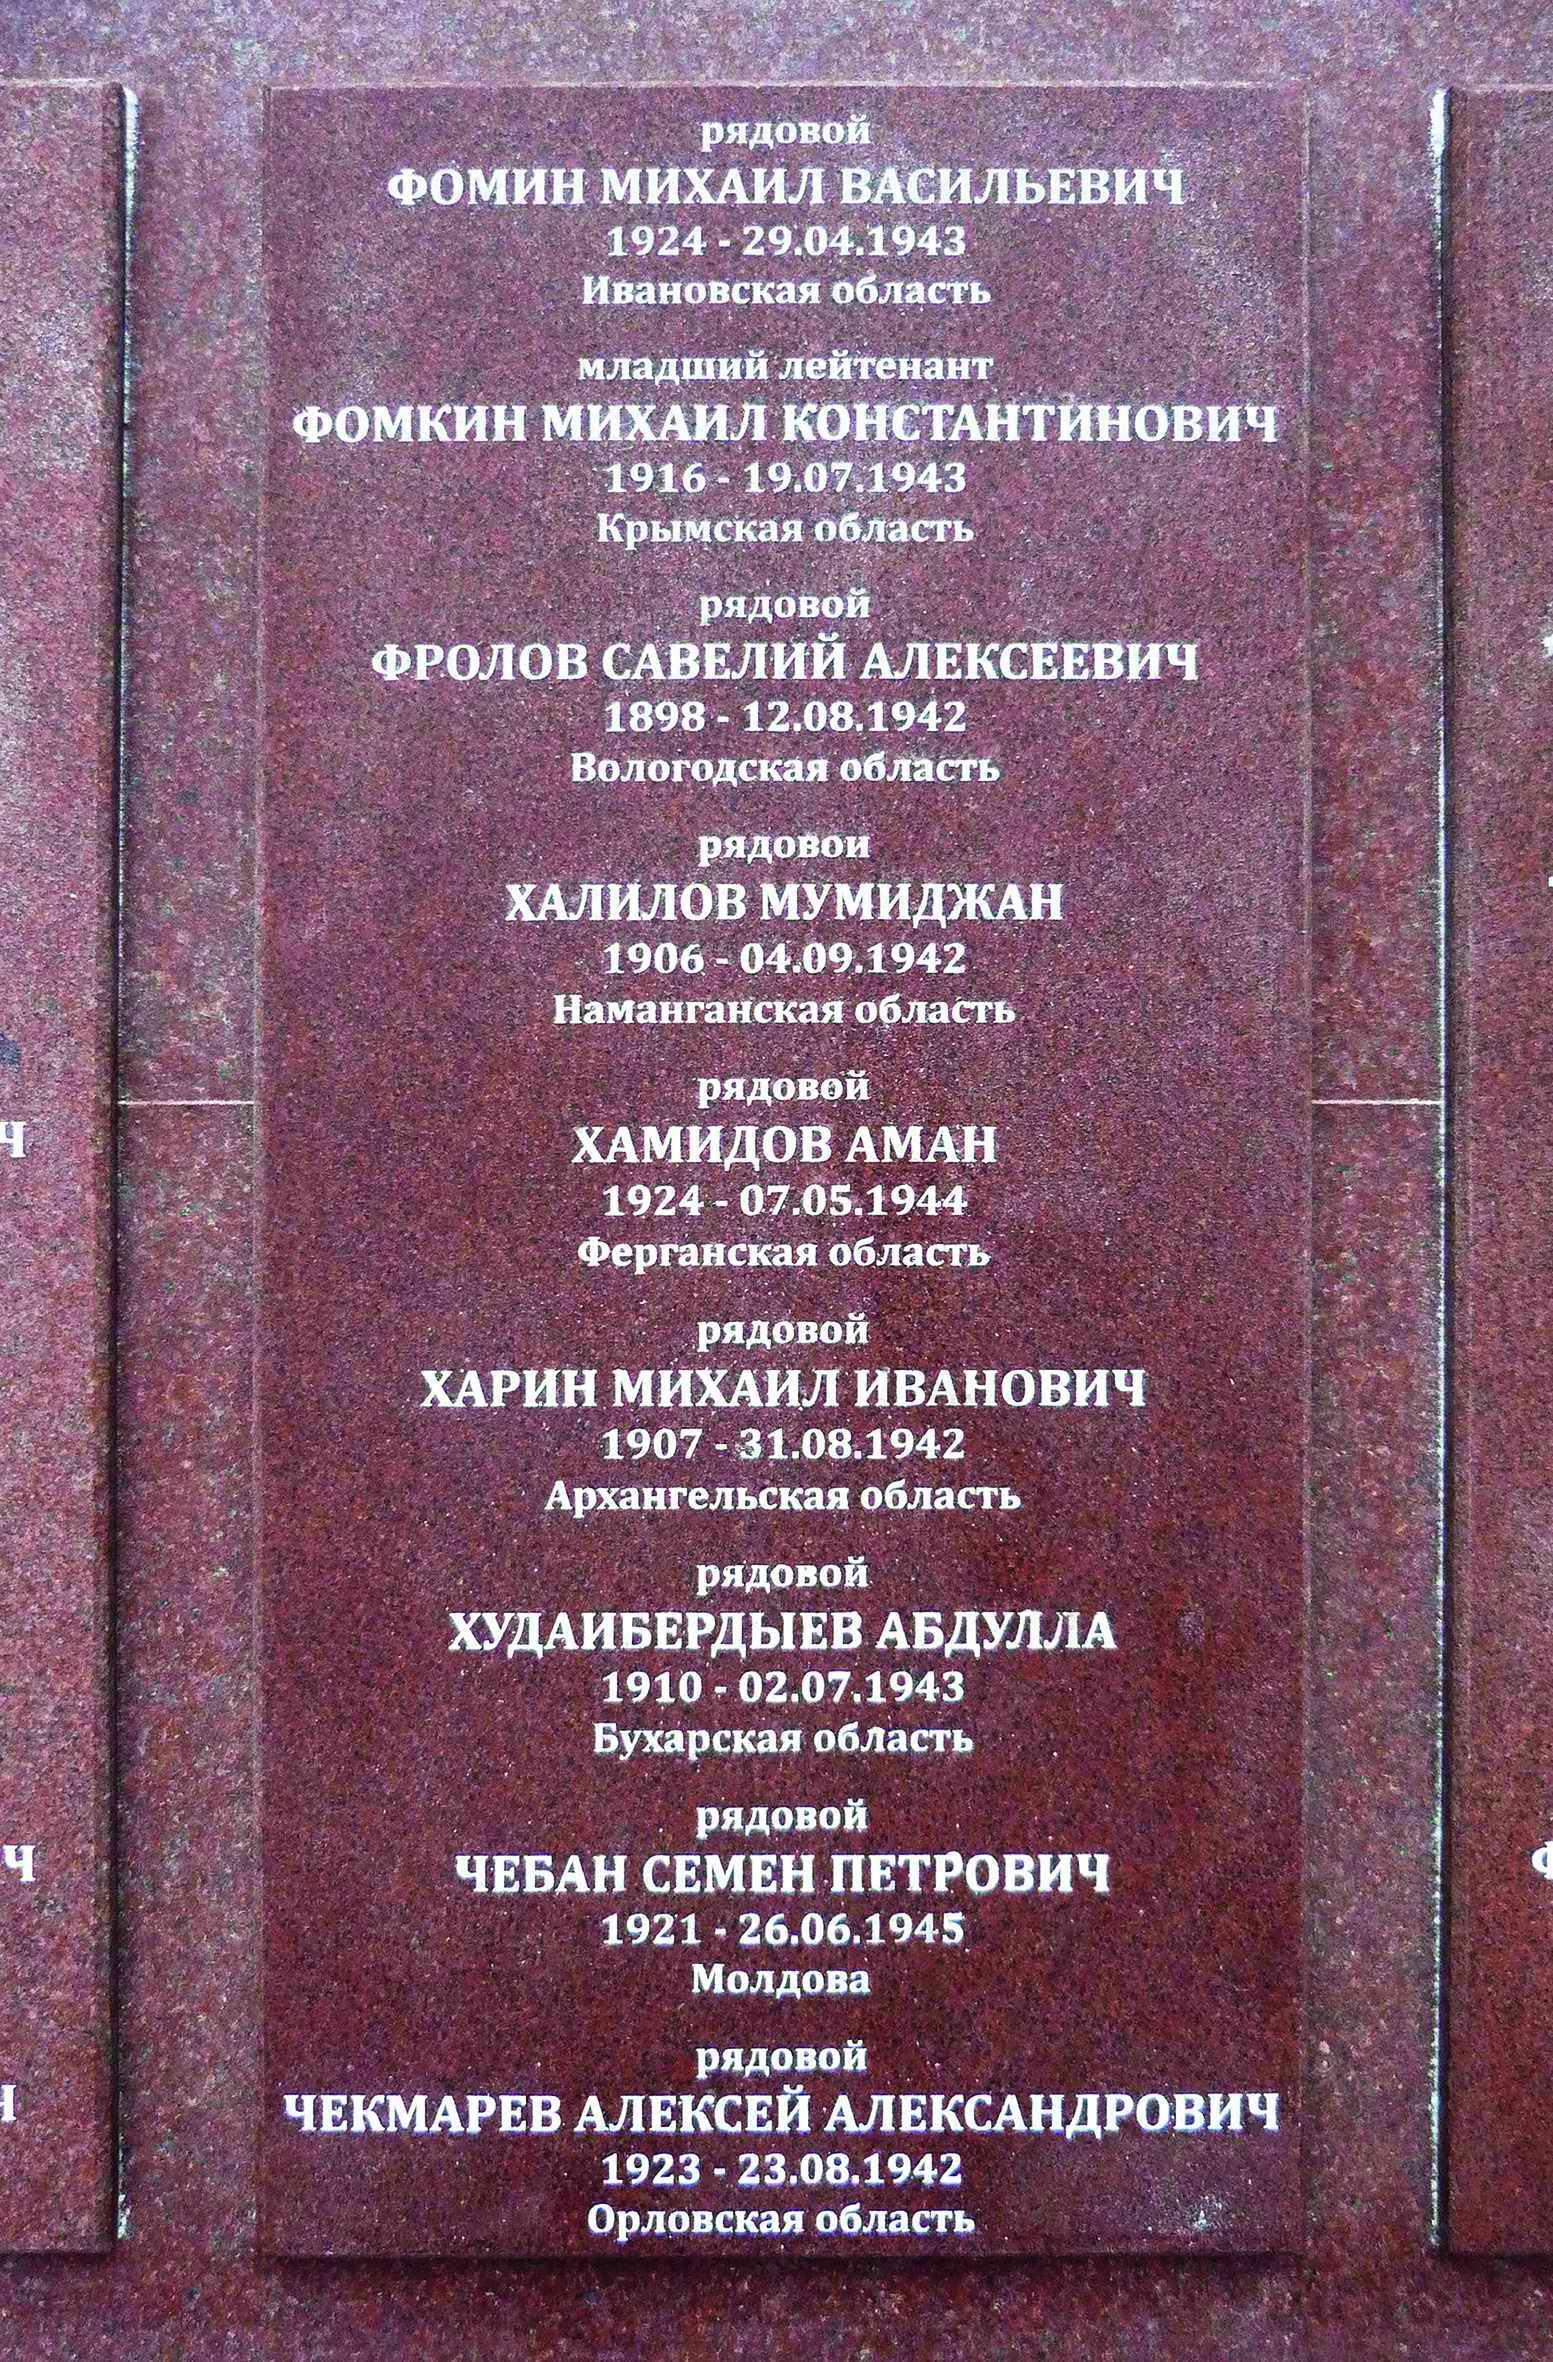 рядовой
ФОМИН МИХАИЛ ВАСИЛЬЕВИЧ
1924 - 29.04.1943
Ивановская область
младший лейтенант
ФОМКИН МИХАИЛ КОНСТАНТИНОВИЧ
1916 - 19.07.1943
Крымская область
рядовой
ФРОЛОВ САВЕЛИЙ АЛЕКСЕЕВИЧ
1898 - 12.08.1942
Вологодская область
рядовои
ХАЛИЛОВ МУМИДЖАН
1906 - 04.09.1942
Наманганская область
рядовой
ХАМИДОВ АМАН
1924 - 07.05.1944
Ферганская область
рядовой
ХАРИН МИХАИЛ ИВАНОВИЧ
1907 - 31.08.1942
Архангельская область
рядовой
ХУДАИБЕРДЫЕВ АБДУЛЛА
1910 - 02.07.1943
Бухарская область
рядовой
ЧЕБАН СЕМЕН ПЕТРОВИЧ
1921 - 26.06.1945
Молдова
рядовой
ЧЕКМАРЕВ АЛЕКСЕЙ АЛЕКСАНДРОВИЧ
1923 - 23.08.1942
Орловская область